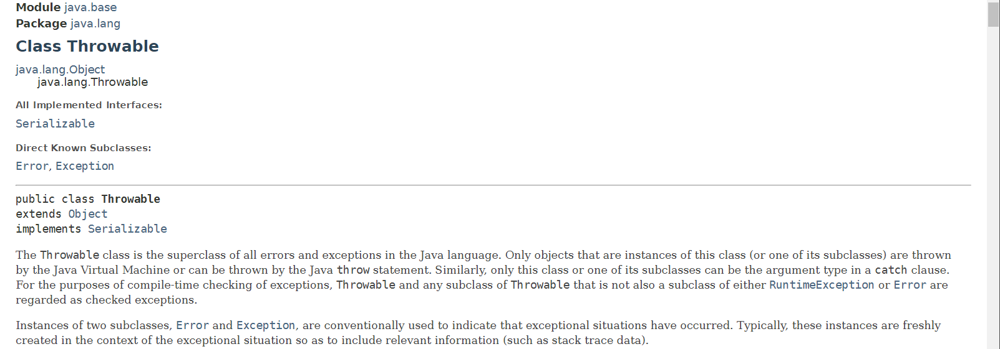 Module java.base
Package java.lang
Class Throwable
java.lang.Object
java.lang.Throwable
All Implemented Interfaces:
Serializable
Direct Known Subclasses:
Error, Exception
public class Throwable
extends Object
implements Serializable
The Throwable class is the superclass of all errors and exceptions in the Java language. Only objects that are instances of this class (or one of its subclasses) are thrown
by the Java Virtual Machine or can be thrown by the Java throw statement. Similarly, only this class or one of its subclasses can be the argument type in a catch clause.
For the purposes of compile-time checking of exceptions, Throwable and any subclass of Throwable that is not also a subclass of either RuntimeException or Error are
regarded as checked exceptions.
Instances of two subclasses, Error and Exception, are conventionally used to indicate that exceptional situations have occurred. Typically, these instances are freshly
created in the context of the exceptional situation so as to include relevant information (such as stack trace data).